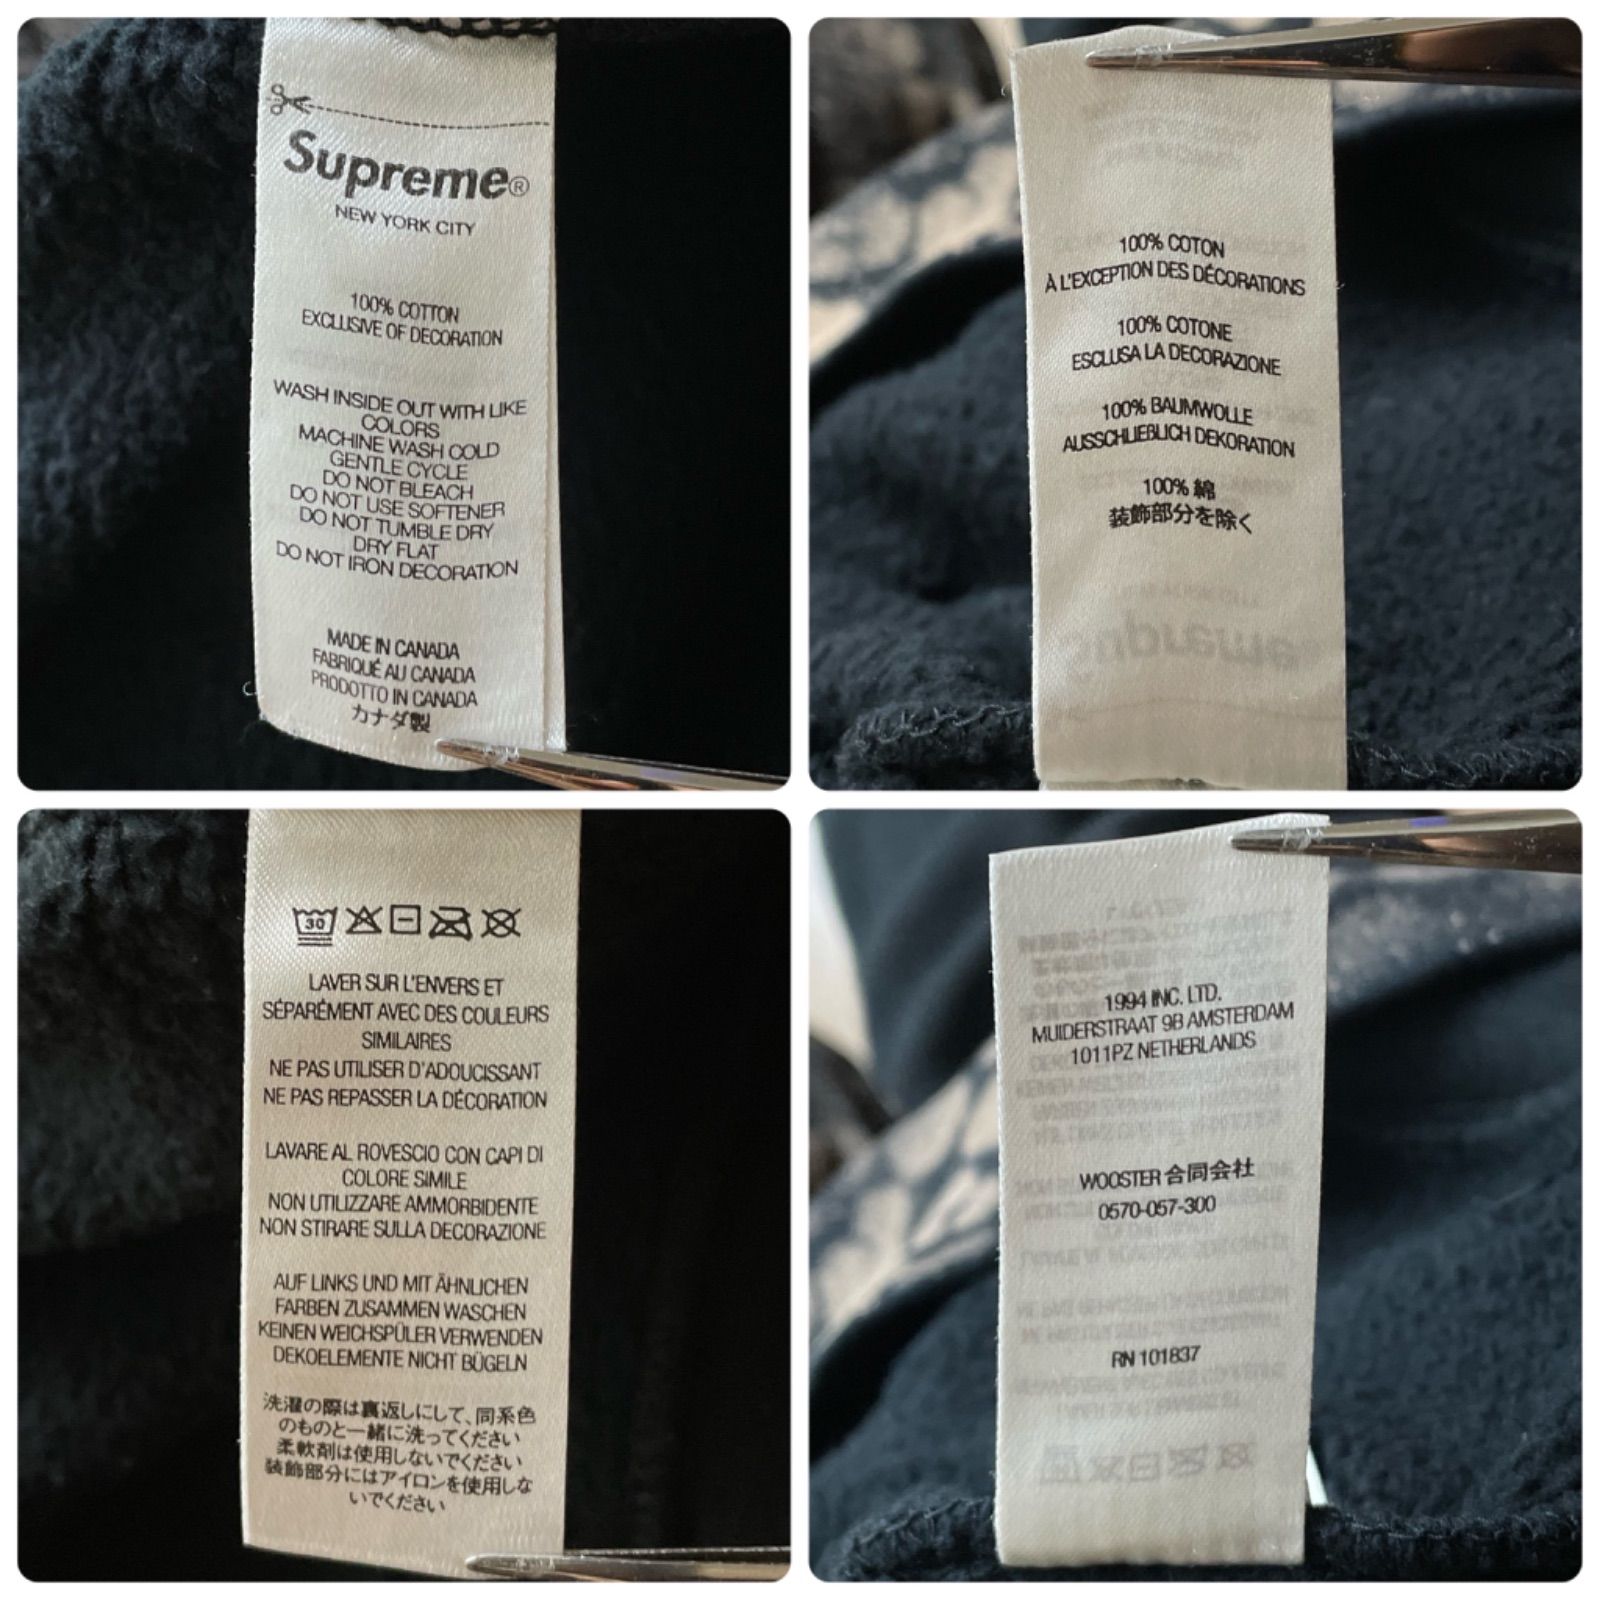 Supreme®
NEW YORK CITY
100% COTTON
EXCLUSIVE OF DECORATION
WASH INSIDE OUT WITH LIKE
COLORS
MACHINE WASH COLD
GENTLE CYCLE
DO NOT BLEACH
DO NOT USE SOFTENER
DO NOT TUMBLE DRY
DRY FLAT
DO NOT IRON DECORATION
MADE IN CANADA
FABRIQUÉ AU CANADA
PRODOTTO IN CANADA
カナダ製
100% COTON
À L'EXCEPTION DES DÉCORATIONS
100% COTONE
ESCLUSA LA DECORAZIONE
100% BAUMWOLLE
AUSSCHLIEBLICH DEKORATION
100% 綿
装飾部分を除く
30
LAVER SUR L'ENVERS ET
SÉPARÉMENT AVEC DES COULEURS
SIMILAIRES
NE PAS UTILISER D'ADOUCISSANT
NE PAS REPASSER LA DÉCORATION
LAVARE AL ROVESCIO CON CAPI DI
COLORE SIMILE
NON UTILIZZARE AMMORBIDENTE
NON STIRARE SULLA DECORAZIONE
AUF LINKS UND MIT ÄHNLICHEN
FARBEN ZUSAMMEN WASCHEN
KEINEN WEICHSPÜLER VERWENDEN
DEKOELEMENTE NICHT BÜGELN
洗濯の際は裏返しにして、同系色
のものと一緒に洗ってください
柔軟剤は使用しないでください
装飾部分にはアイロンを使用しな
いでください
1994 INC. LTD.
MUIDERSTRAAT 9B AMSTERDAM
1011PZ NETHERLANDS
WOOSTER 合同会社
0570-057-300
RN 101837